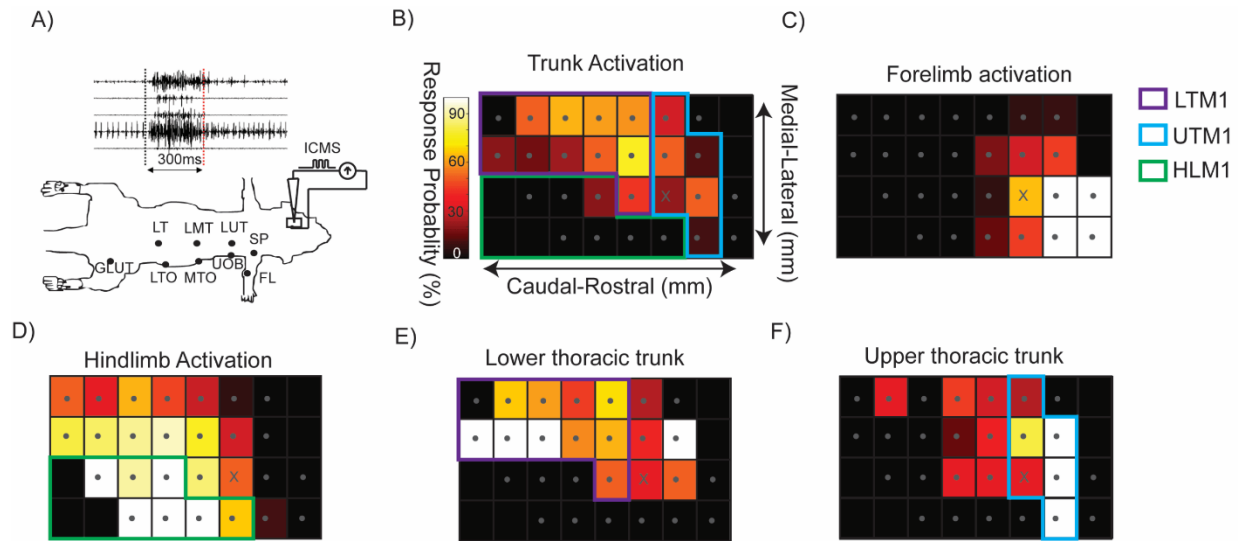 A)
300ms
ICMS
LT
LMT
LUT
SP
GLUT
LTO
MTO
UOB
FL
B)
Trunk Activation
Response Probablity (%)
90
60
30
0
X
Medial-Lateral (mm)
Caudal-Rostral (mm)
C)
Forelimb activation
X
LTM1
UTM1
HLM1
D)
Hindlimb Activation
X
E)
Lower thoracic trunk
X
F)
Upper thoracic trunk
X